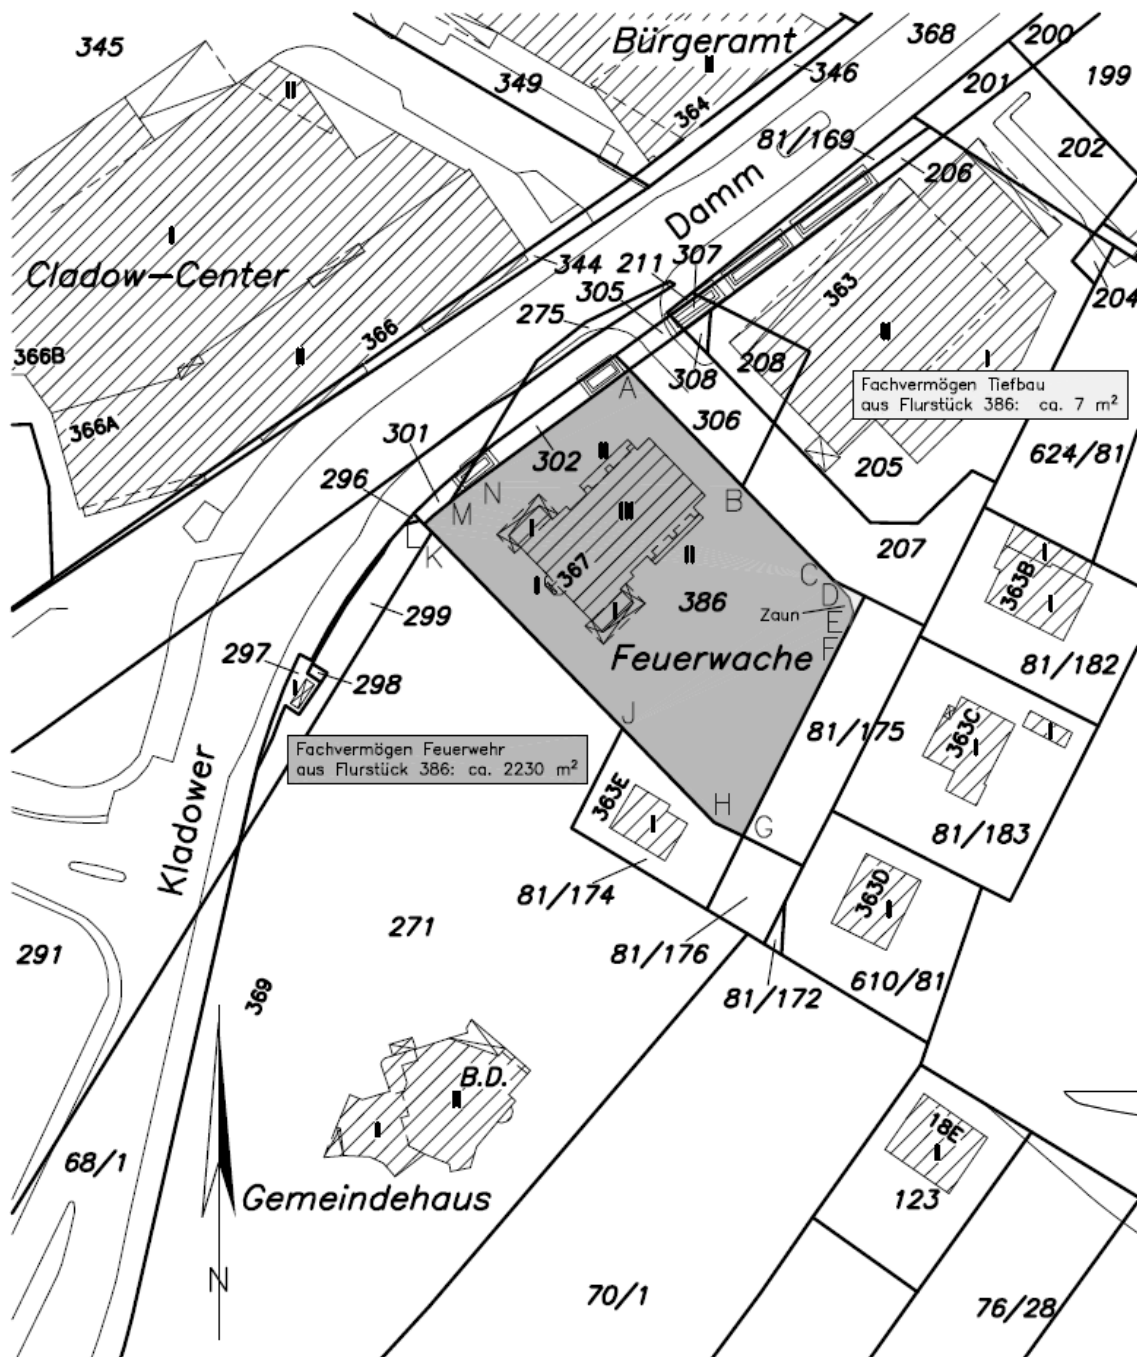 345
Bürgeramt
368
200
199
349
346
201
364
81/169
202
206
Damm
Cladow-Center
344
211
307
363
204
305
275
366B
366
308
208
Fachvermögen Tiefbau
aus Flurstück 386: ca. 7 m²
A
306
366A
301
302
205
624/81
296
N
M
B
K
207
367
363B
C
386
D
Zaun
E
299
F
Feuerwache
81/182
297
298
J
81/175
363C
Fachvermögen Feuerwehr
aus Flurstück 386: ca. 2230 m²
363E
H
G
81/183
Kladower
81/174
363D
271
291
81/176
610/81
369
81/172
B.D.
18E
68/1
Gemeindehaus
123
N
70/1
76/28